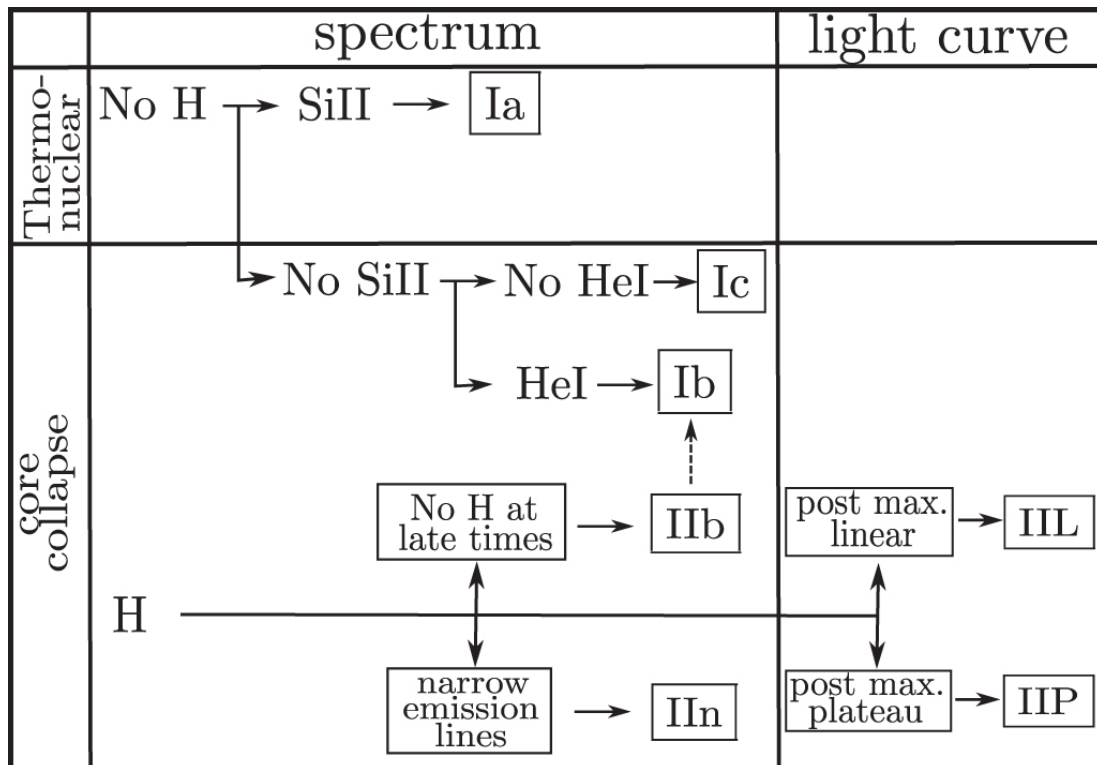 spectrum
light curve
Thermo-
nuclear
No H
SiII
Ia
core
collapse
No SiII
No HeI
Ic
HeI
Ib
No H at
late times
IIb
post max.
linear
IIL
H
narrow
emission
lines
IIn
post max.
plateau
IIP